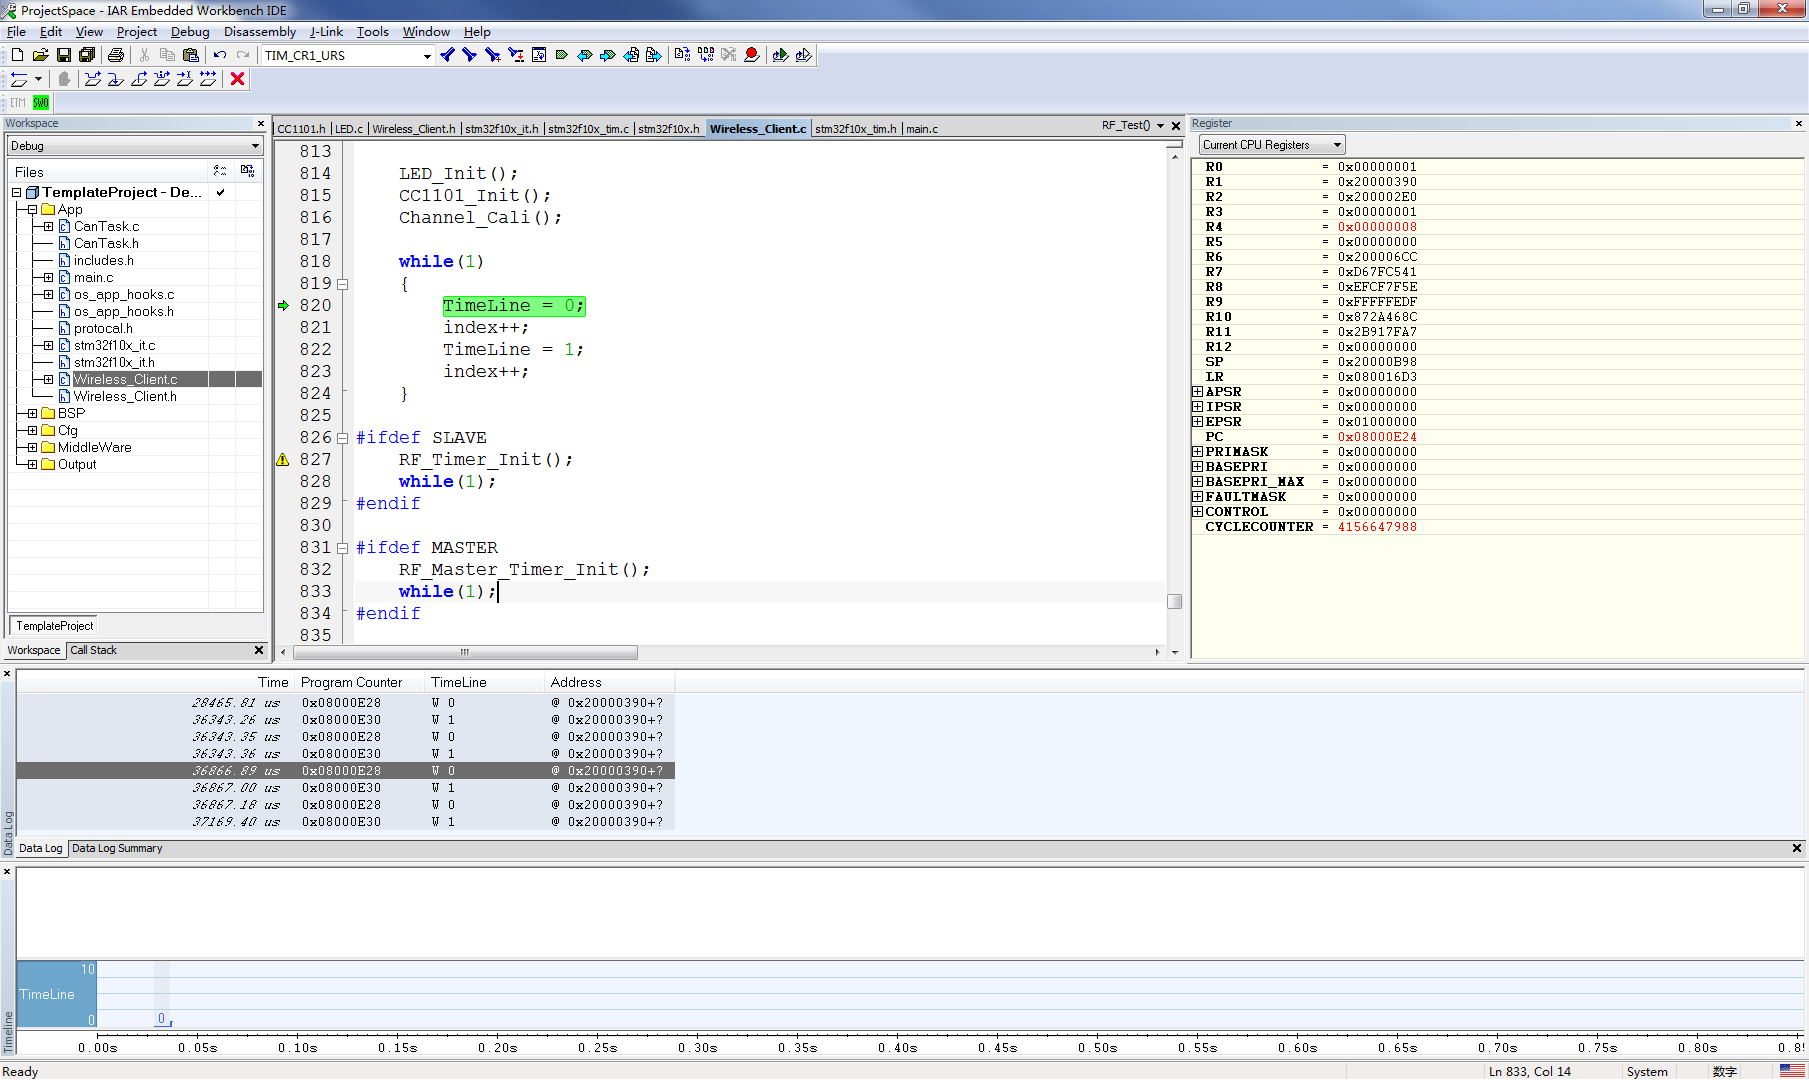 ProjectSpace - IAR Embedded Workbench IDE
File Edit View Project Debug Disassembly J-Link Tools Window Help
TIM_CR1_URS
ETM SWO
Workspace
Debug
Files
TemplateProject - De...
App
CanTask.c
CanTask.h
includes.h
main.c
os_app_hooks.c
os_app_hooks.h
protocal.h
stm32f10x_it.c
stm32f10x_it.h
Wireless_Client.c
Wireless_Client.h
BSP
Cfg
MiddleWare
Output
TemplateProject
Workspace Call Stack
CC1101.h LED.c Wireless_Client.h stm32f10x_it.h stm32f10x_tim.c stm32f10x.h Wireless_Client.c stm32f10x_tim.h main.c RF_Test()
813
814 LED_Init();
815 CC1101_Init();
816 Channel_Cali();
817
818 while(1)
819 {
820 TimeLine = 0;
821 index++;
822 TimeLine = 1;
823 index++;
824 }
825
826 #ifdef SLAVE
827 RF_Timer_Init();
828 while(1);
829 #endif
830
831 #ifdef MASTER
832 RF_Master_Timer_Init();
833 while(1);
834 #endif
835
Register
Current CPU Registers
R0 = 0x00000001
R1 = 0x20000390
R2 = 0x200002E0
R3 = 0x00000001
R4 = 0x00000008
R5 = 0x00000000
R6 = 0x200006CC
R7 = 0xD67FC541
R8 = 0xEFCF7F5E
R9 = 0xFFFFFEDF
R10 = 0x872A468C
R11 = 0x2B917FA7
R12 = 0x00000000
SP = 0x20000B98
LR = 0x080016D3
APSR = 0x00000000
IPSR = 0x00000000
EPSR = 0x01000000
PC = 0x08000E24
PRIMASK = 0x00000000
BASEPRI = 0x00000000
BASEPRI_MAX = 0x00000000
FAULTMASK = 0x00000000
CONTROL = 0x00000000
CYCLECOUNTER = 4156647988
Time Program Counter TimeLine Address
28465.81 us 0x08000E28 W 0 @ 0x20000390+?
36343.26 us 0x08000E30 W 1 @ 0x20000390+?
36343.35 us 0x08000E28 W 0 @ 0x20000390+?
36343.36 us 0x08000E30 W 1 @ 0x20000390+?
36866.89 us 0x08000E28 W 0 @ 0x20000390+?
36867.00 us 0x08000E30 W 1 @ 0x20000390+?
36867.18 us 0x08000E28 W 0 @ 0x20000390+?
37169.40 us 0x08000E30 W 1 @ 0x20000390+?
Data Log
Data Log Data Log Summary
10
TimeLine
0
0
Timeline
0.00s 0.05s 0.10s 0.15s 0.20s 0.25s 0.30s 0.35s 0.40s 0.45s 0.50s 0.55s 0.60s 0.65s 0.70s 0.75s 0.80s
Ready Ln 833, Col 14 System 数字